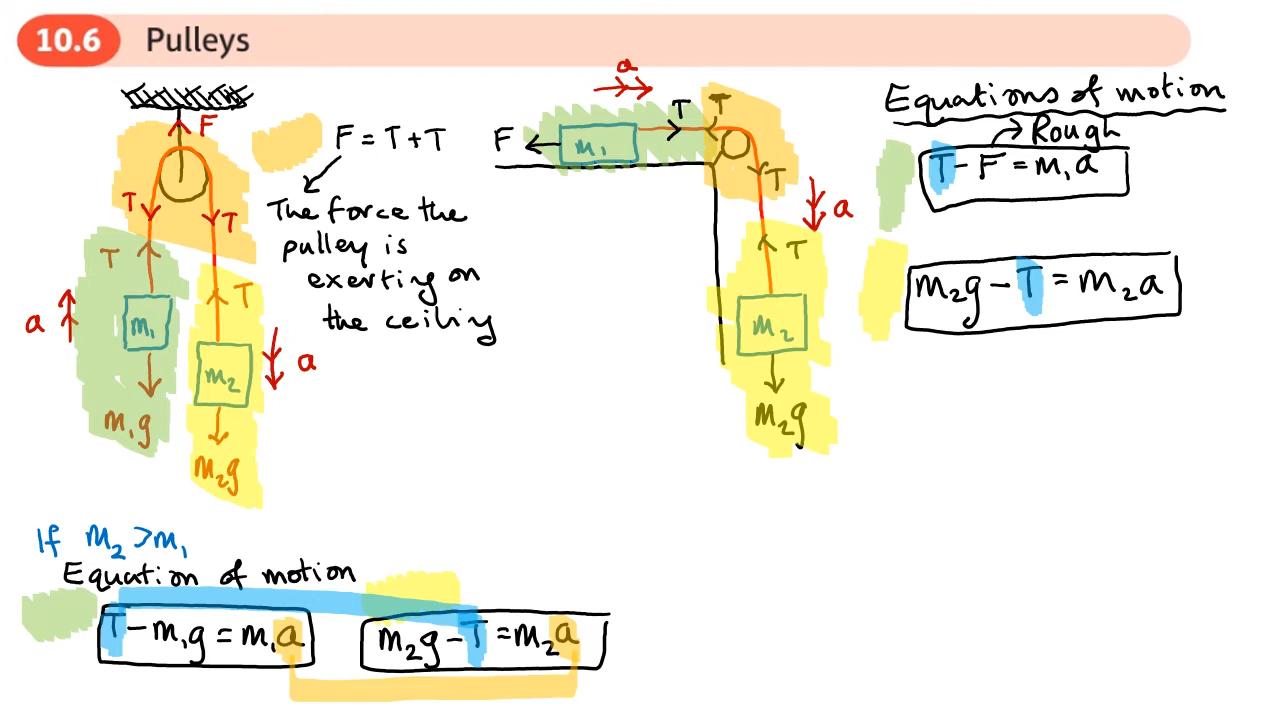 10.6 Pulleys
F
F = T + T
The force the
pulley is
exerting on
the ceiling
T
T
T
T
a
m₁
m₂
a
m₁g
m₂g
a
F
m₁
T
T
T
a
T
m₂
m₂g
Equations of motion
Rough
T - F = m₁a
m₂g - T = m₂a
If m₂ > m₁
Equation of motion
T - m₁g = m₁a
m₂g - T = m₂a